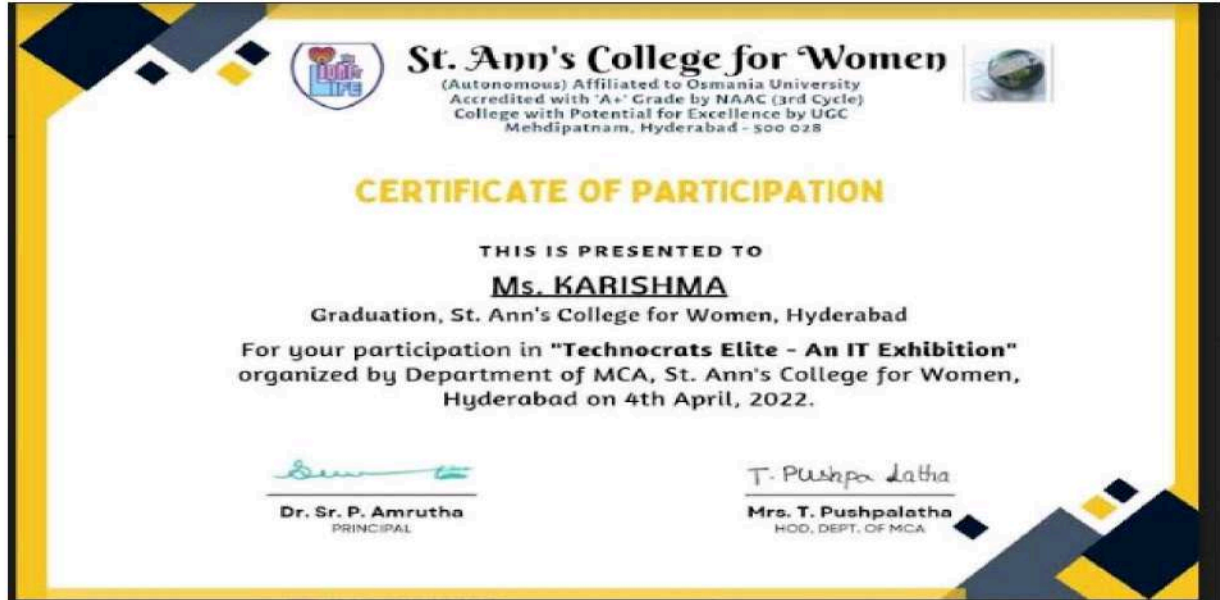 St. Ann's College for Women
(Autonomous) Affiliated to Osmania University
Accredited with 'A+' Grade by NAAC (3rd Cycle)
College with Potential for Excellence by UGC
Mehdipatnam, Hyderabad - 500 028
CERTIFICATE OF PARTICIPATION
THIS IS PRESENTED TO
Ms. KARISHMA
Graduation, St. Ann's College for Women, Hyderabad
For your participation in "Technocrats Elite - An IT Exhibition"
organized by Department of MCA, St. Ann's College for Women,
Hyderabad on 4th April, 2022.
T. Pushpa Latha
Dr. Sr. P. Amrutha
PRINCIPAL
Mrs. T. Pushpalatha
HOD, DEPT. OF MCA